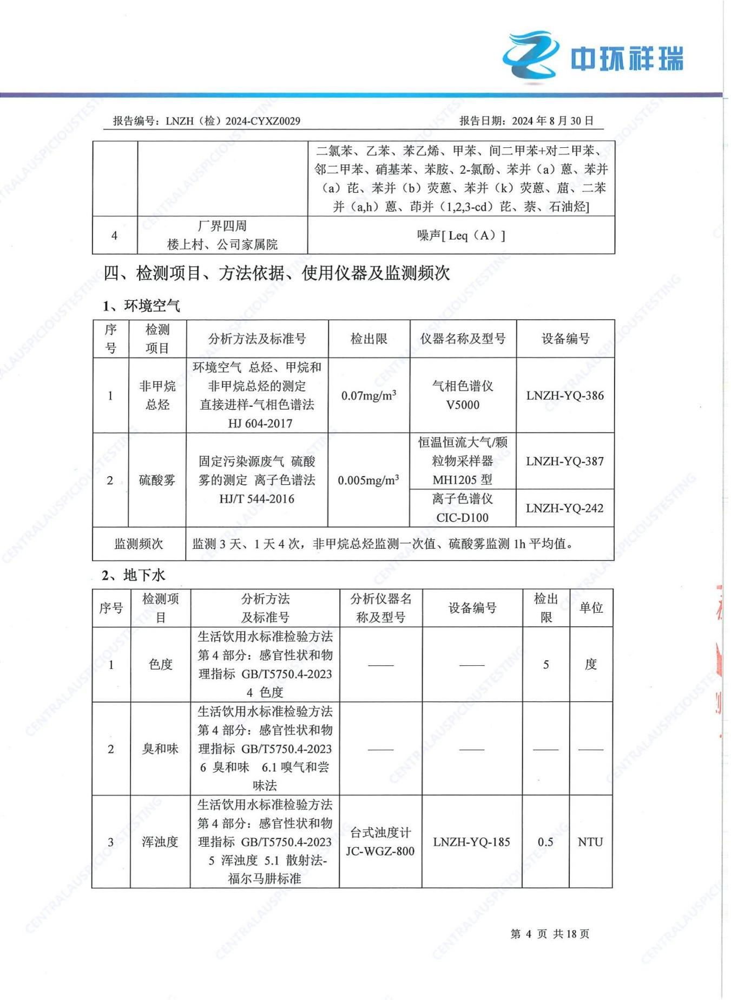 中环祥瑞
报告编号：LNZH（检）2024-CYXZ0029
报告日期：2024 年 8 月 30 日
二氯苯、乙苯、苯乙烯、甲苯、间二甲苯+对二甲苯、
邻二甲苯、硝基苯、苯胺、2-氯酚、苯并（a）蒽、苯并
（a）芘、苯并（b）荧蒽、苯并（k）荧蒽、䓛、二苯
并（a,h）蒽、茚并（1,2,3-cd）芘、萘、石油烃]
4
厂界四周
楼上村、公司家属院
噪声[ Leq（A）]
四、检测项目、方法依据、使用仪器及监测频次
1、环境空气
序
号
检测
项目
分析方法及标准号
检出限
仪器名称及型号
设备编号
1
非甲烷
总烃
环境空气 总烃、甲烷和
非甲烷总烃的测定
直接进样-气相色谱法
HJ 604-2017
0.07mg/m³
气相色谱仪
V5000
LNZH-YQ-386
2
硫酸雾
固定污染源废气 硫酸
雾的测定 离子色谱法
HJ/T 544-2016
0.005mg/m³
恒温恒流大气/颗
粒物采样器
MH1205 型
LNZH-YQ-387
离子色谱仪
CIC-D100
LNZH-YQ-242
监测频次
监测 3 天、1 天 4 次，非甲烷总烃监测一次值、硫酸雾监测 1h 平均值。
2、地下水
序号
检测项
目
分析方法
及标准号
分析仪器名
称及型号
设备编号
检出
限
单位
1
色度
生活饮用水标准检验方法
第 4 部分：感官性状和物
理指标 GB/T5750.4-2023
4 色度
——
——
5
度
2
臭和味
生活饮用水标准检验方法
第 4 部分：感官性状和物
理指标 GB/T5750.4-2023
6 臭和味 6.1 嗅气和尝
味法
——
——
——
——
3
浑浊度
生活饮用水标准检验方法
第 4 部分：感官性状和物
理指标 GB/T5750.4-2023
5 浑浊度 5.1 散射法-
福尔马肼标准
台式浊度计
JC-WGZ-800
LNZH-YQ-185
0.5
NTU
第 4 页 共 18 页
CENTRALAUSPICIOUSTESTING